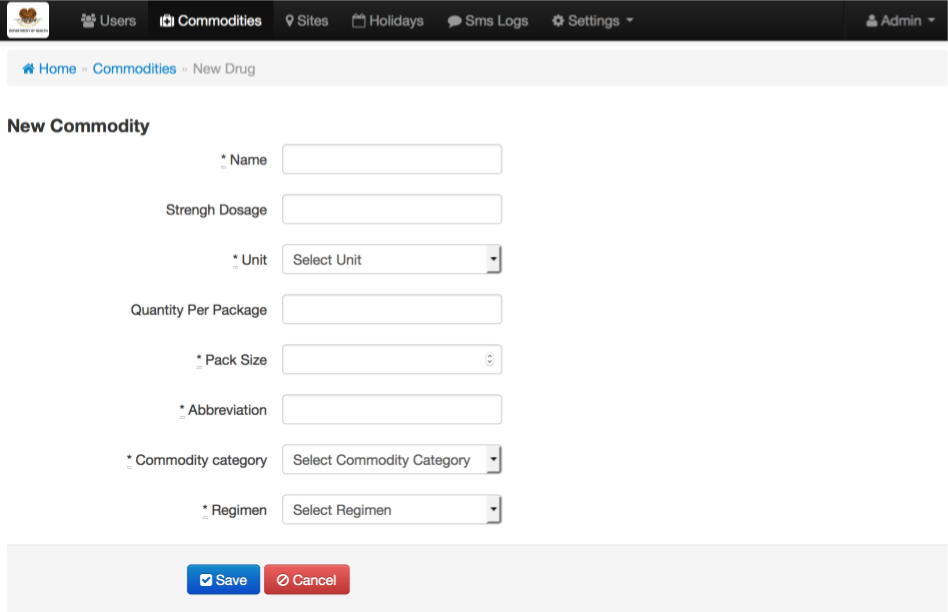 DEPARTMENT OF HEALTH Users Commodities Sites Holidays Sms Logs Settings Admin
Home » Commodities » New Drug
New Commodity
* Name
Strengh Dosage
* Unit Select Unit
Quantity Per Package
* Pack Size
* Abbreviation
* Commodity category Select Commodity Category
* Regimen Select Regimen
Save Cancel